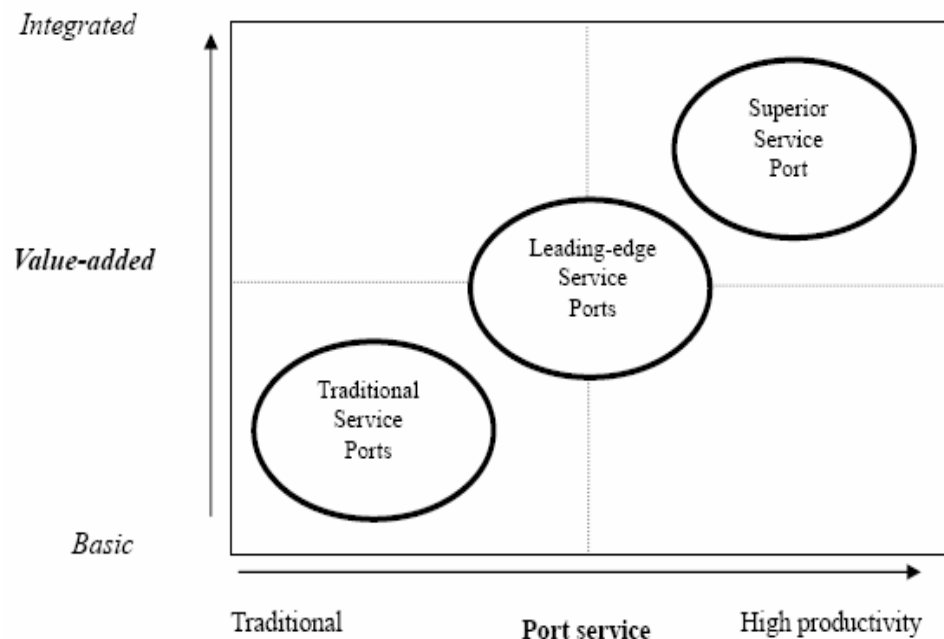 Integrated
Superior
Service
Port
Value-added
Leading-edge
Service
Ports
Traditional
Service
Ports
Basic
Traditional
Port service
High productivity